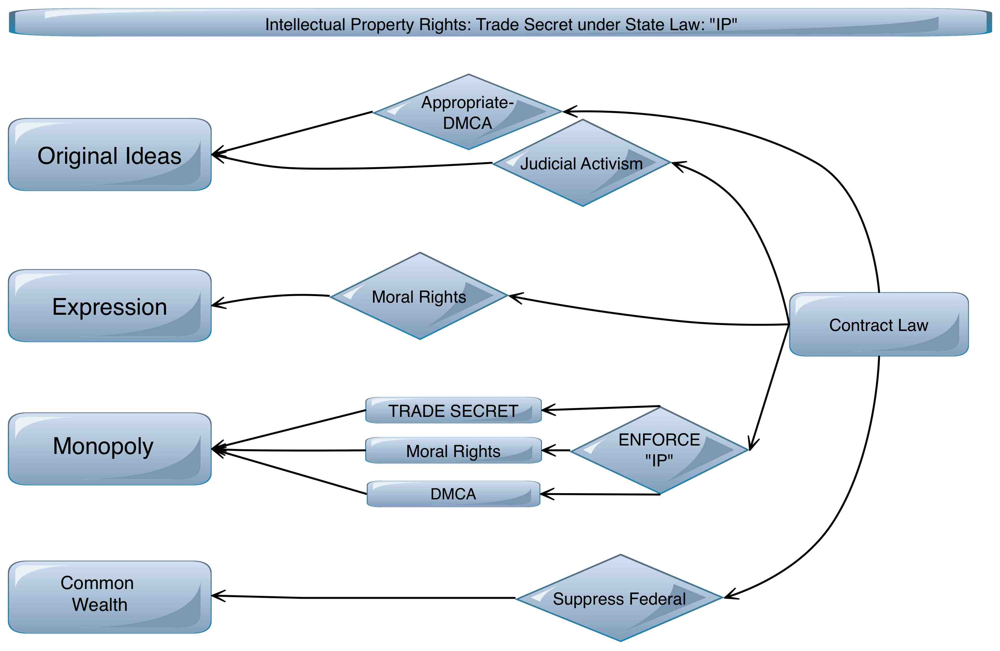 Intellectual Property Rights: Trade Secret under State Law: "IP"
Appropriate-
DMCA
Original Ideas
Judicial Activism
Expression
Moral Rights
Contract Law
TRADE SECRET
Monopoly
Moral Rights
ENFORCE
"IP"
DMCA
Common
Wealth
Suppress Federal